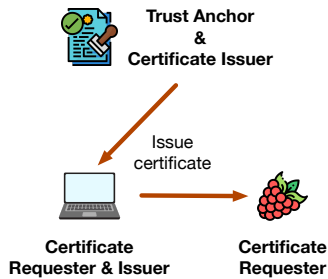 Trust Anchor
&
Certificate Issuer
Issue
certificate
Certificate
Requester & Issuer
Certificate
Requester